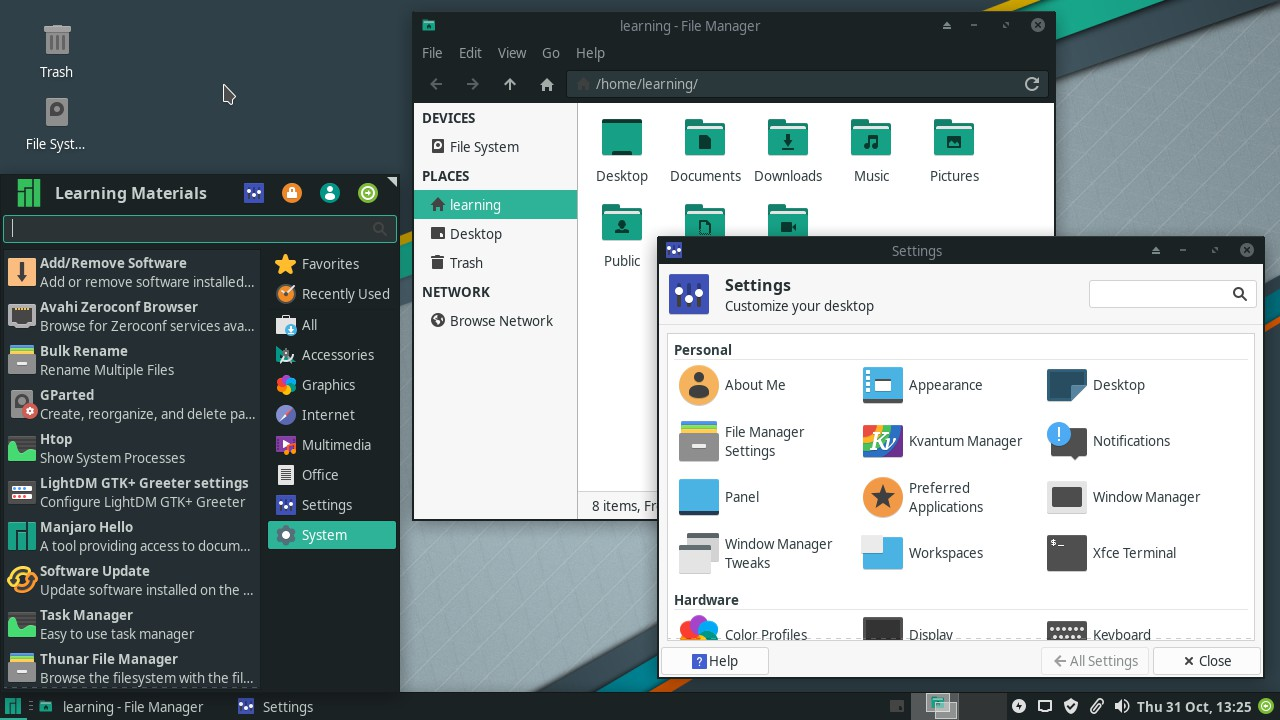 Trash
File Syst...
Learning Materials
Add/Remove Software
Add or remove software installed...
Avahi Zeroconf Browser
Browse for Zeroconf services ava...
Bulk Rename
Rename Multiple Files
GParted
Create, reorganize, and delete pa...
Htop
Show System Processes
LightDM GTK+ Greeter settings
Configure LightDM GTK+ Greeter
Manjaro Hello
A tool providing access to docum...
Software Update
Update software installed on the ...
Task Manager
Easy to use task manager
Thunar File Manager
Browse the filesystem with the fil...
Favorites
Recently Used
All
Accessories
Graphics
Internet
Multimedia
Office
Settings
System
learning - File Manager
File Edit View Go Help
/home/learning/
DEVICES
File System
PLACES
learning
Desktop
Trash
NETWORK
Browse Network
Desktop Documents Downloads Music Pictures
Public
8 items, Fr
Settings
Settings
Customize your desktop
Personal
About Me
Appearance
Desktop
File Manager
Settings
Kvantum Manager
Notifications
Panel
Preferred
Applications
Window Manager
Window Manager
Tweaks
Workspaces
Xfce Terminal
$_
Hardware
Color Profiles
Display
Keyboard
? Help
All Settings
Close
learning - File Manager
Settings
Thu 31 Oct, 13:25